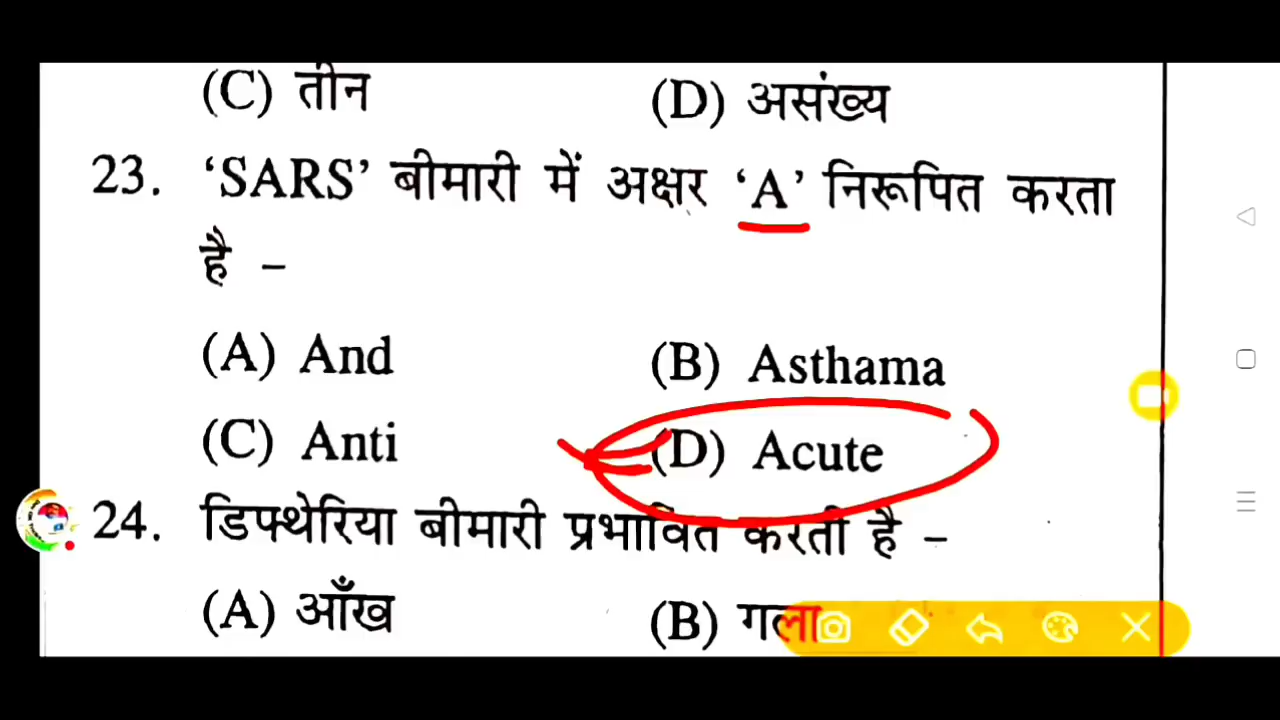 (C) तीन (D) असंख्य
23. ‘SARS’ बीमारी में अक्षर ‘A’ निरूपित करता
है –
(A) And (B) Asthama
(C) Anti (D) Acute
24. डिफ्थेरिया बीमारी प्रभावित करती है –
(A) आँख (B) गला